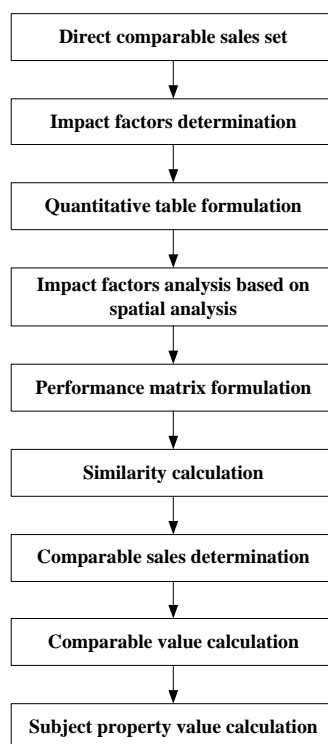 Direct comparable sales set
Impact factors determination
Quantitative table formulation
Impact factors analysis based on
spatial analysis
Performance matrix formulation
Similarity calculation
Comparable sales determination
Comparable value calculation
Subject property value calculation